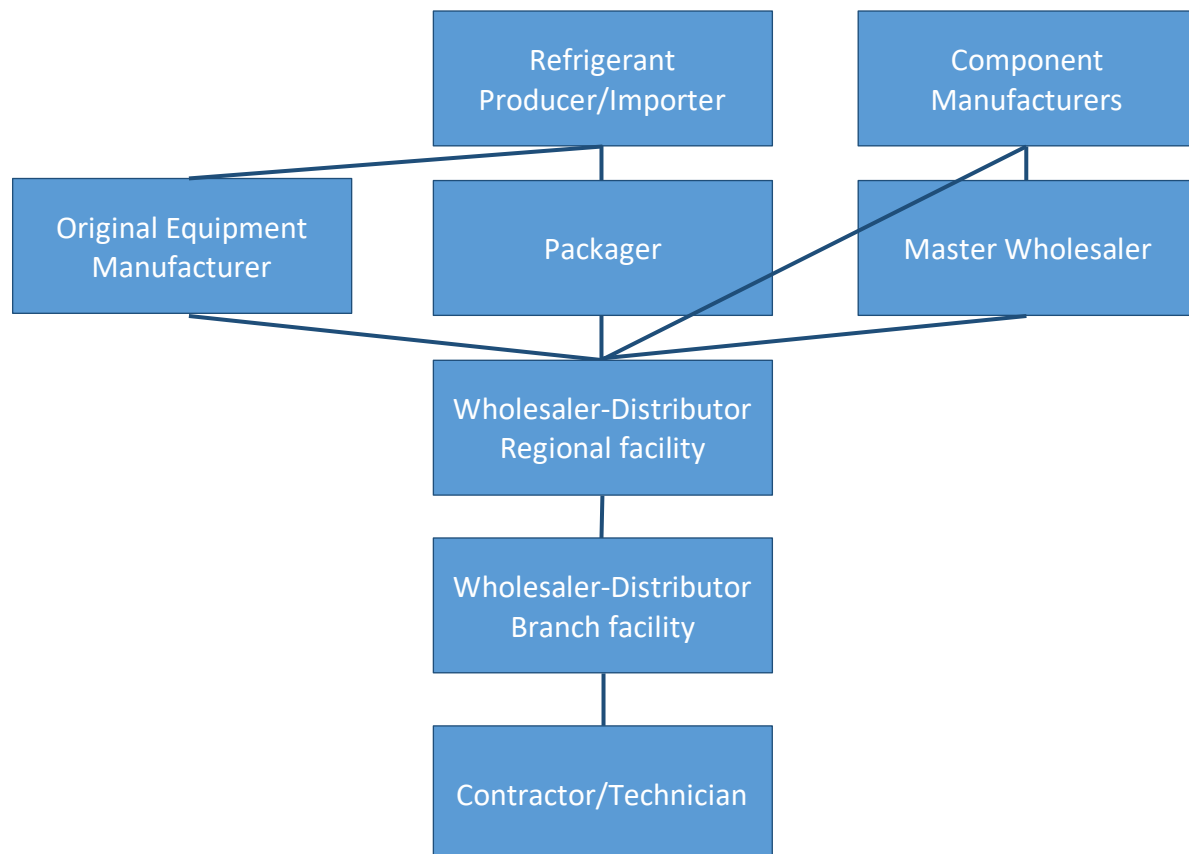 Refrigerant
Producer/Importer
Component
Manufacturers
Original Equipment
Manufacturer
Packager
Master Wholesaler
Wholesaler-Distributor
Regional facility
Wholesaler-Distributor
Branch facility
Contractor/Technician